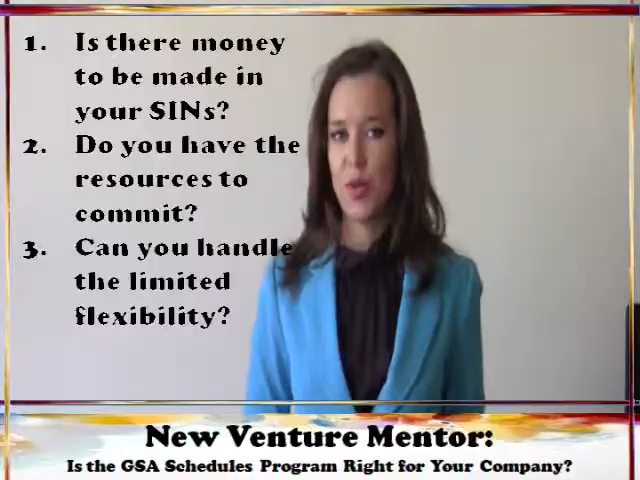 1. Is there money
to be made in
your SINs?
2. Do you have the
resources to
commit?
3. Can you handle
the limited
flexibility?
New Venture Mentor:
Is the GSA Schedules Program Right for Your Company?